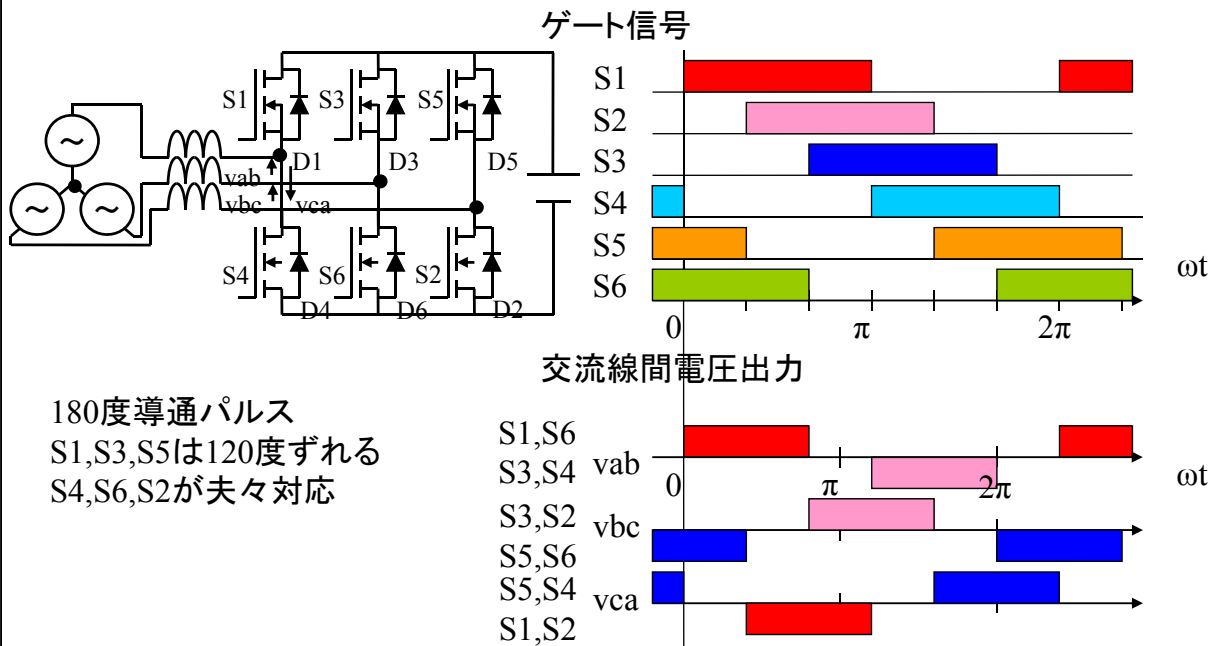 ゲート信号
S1
S3
S5
D1
D3
D5
vab
vbc
vca
S4
S6
S2
D4
D6
D2
S1
S2
S3
S4
S5
S6
ωt
0
π
2π
交流線間電圧出力
180度導通パルス
S1,S3,S5は120度ずれる
S4,S6,S2が夫々対応
S1,S6
vab
S3,S4
0
π
2π
ωt
S3,S2
vbc
S5,S6
S5,S4
vca
S1,S2